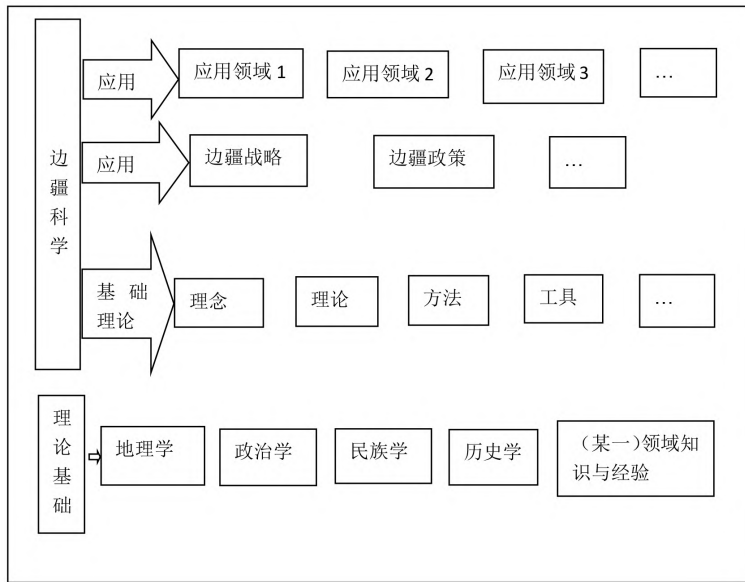 边疆科学
应用
应用领域 1
应用领域 2
应用领域 3
…
应用
边疆战略
边疆政策
…
基 础
理论
理念
理论
方法
工具
…
理论基础
地理学
政治学
民族学
历史学
（某一）领域知
识与经验